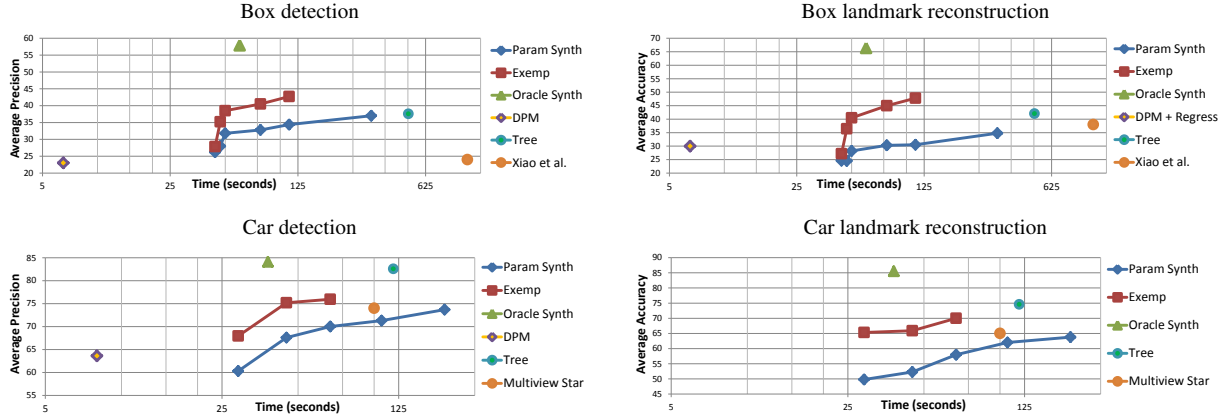 Box detection
Average Precision
60
55
50
45
40
35
30
25
20
5
25
125
625
Time (seconds)
Param Synth
Exemp
Oracle Synth
DPM
Tree
Xiao et al.
Box landmark reconstruction
Average Accuracy
70
65
60
55
50
45
40
35
30
25
20
5
25
125
625
Time (seconds)
Param Synth
Exemp
Oracle Synth
DPM + Regress
Tree
Xiao et al.
Car detection
Average Precision
85
80
75
70
65
60
55
5
25
125
Time (seconds)
Param Synth
Exemp
Oracle Synth
DPM
Tree
Multiview Star
Car landmark reconstruction
Average Accuracy
90
85
80
75
70
65
60
55
50
45
5
25
125
Time (seconds)
Param Synth
Exemp
Oracle Synth
Tree
Multiview Star